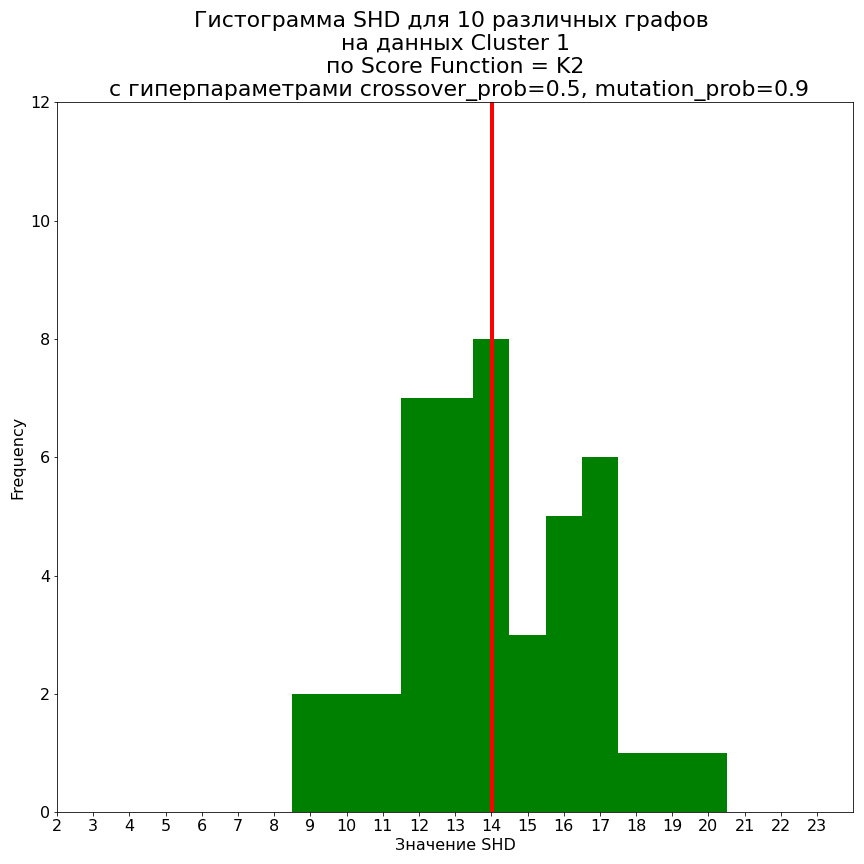 Гистограмма SHD для 10 различных графов
на данных Cluster 1
по Score Function = K2
с гиперпараметрами crossover_prob=0.5, mutation_prob=0.9
12
10
8
6
4
2
0
Frequency
2 3 4 5 6 7 8 9 10 11 12 13 14 15 16 17 18 19 20 21 22 23
Значение SHD